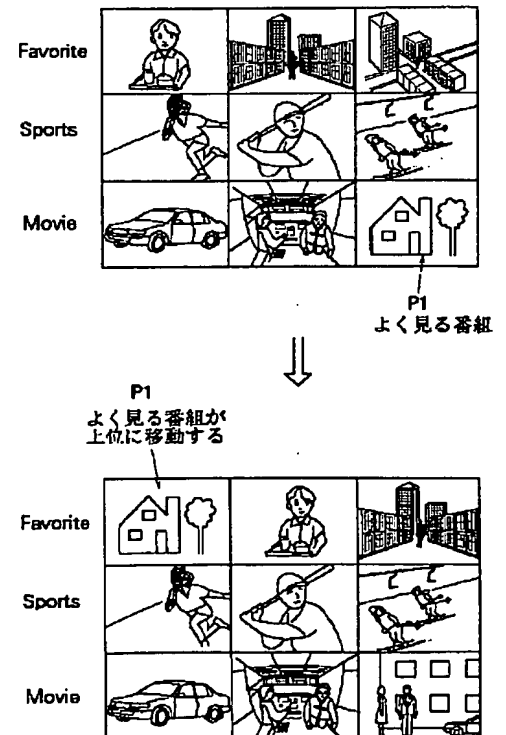 Favorite
Sports
Movie
P1
よく見る番組
P1
よく見る番組が
上位に移動する
Favorite
Sports
Movie